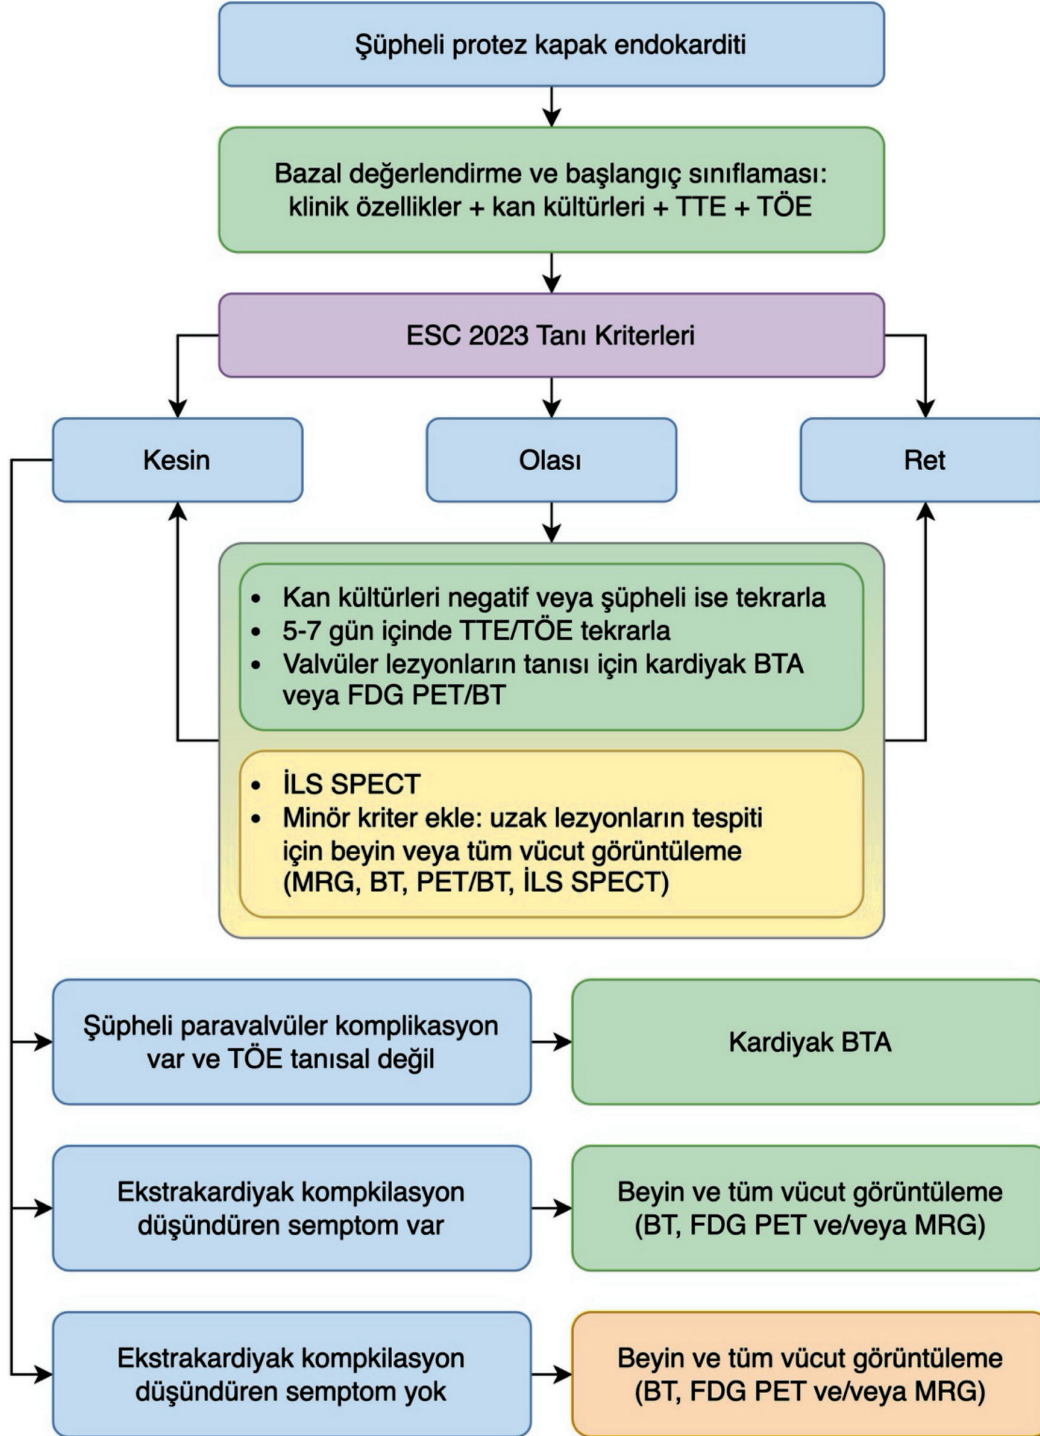 Şüpheli protez kapak endokarditi
Bazal değerlendirme ve başlangıç sınıflaması:
klinik özellikler + kan kültürleri + TTE + TÖE
ESC 2023 Tanı Kriterleri
Kesin
Olası
Ret
• Kan kültürleri negatif veya şüpheli ise tekrarla
• 5-7 gün içinde TTE/TÖE tekrarla
• Valvüler lezyonların tanısı için kardiyak BTA
veya FDG PET/BT
• İLS SPECT
• Minör kriter ekle: uzak lezyonların tespiti
için beyin veya tüm vücut görüntüleme
(MRG, BT, PET/BT, İLS SPECT)
Şüpheli paravalvüler komplikasyon
var ve TÖE tanısal değil
Kardiyak BTA
Ekstrakardiyak kompkilasyon
düşündüren semptom var
Beyin ve tüm vücut görüntüleme
(BT, FDG PET ve/veya MRG)
Ekstrakardiyak kompkilasyon
düşündüren semptom yok
Beyin ve tüm vücut görüntüleme
(BT, FDG PET ve/veya MRG)